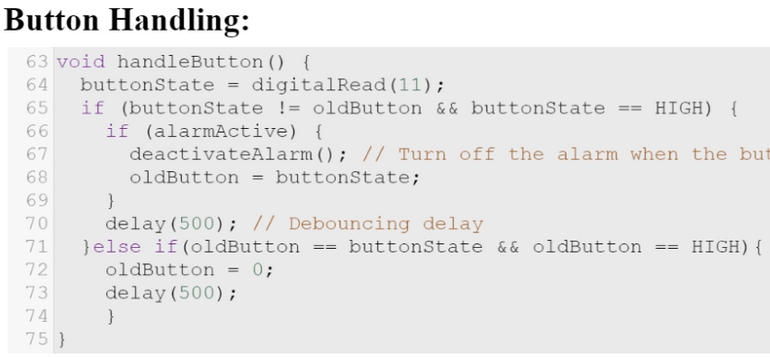 Button Handling:
63 void handleButton() {
64   buttonState = digitalRead(11);
65   if (buttonState != oldButton && buttonState == HIGH) {
66     if (alarmActive) {
67       deactivateAlarm(); // Turn off the alarm when the but
68       oldButton = buttonState;
69     }
70     delay(500); // Debouncing delay
71   }else if(oldButton == buttonState && oldButton == HIGH){
72     oldButton = 0;
73     delay(500);
74     }
75 }